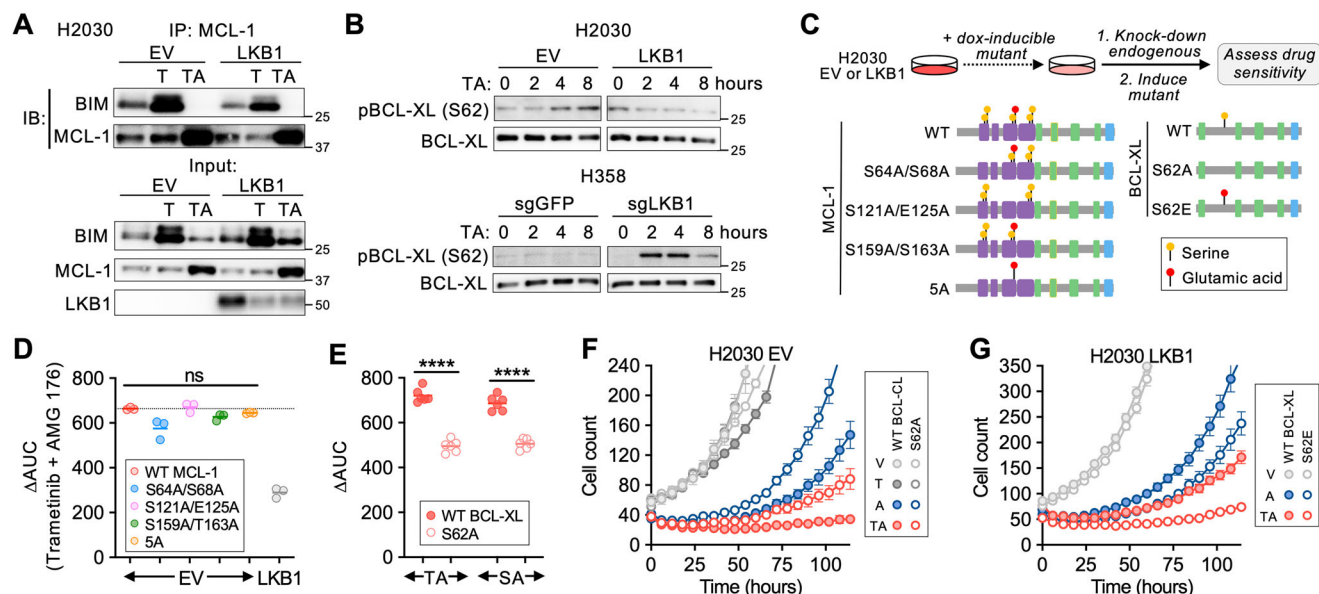 A
H2030
IP: MCL-1
EV
LKB1
T TA
T TA
IB:
BIM
25
MCL-1
37
Input:
EV
LKB1
T TA
T TA
BIM
25
MCL-1
37
LKB1
50
B
H2030
EV
LKB1
TA: 0 2 4 8 0 2 4 8 hours
pBCL-XL (S62)
25
BCL-XL
25
H358
sgGFP
sgLKB1
TA: 0 2 4 8 0 2 4 8 hours
pBCL-XL (S62)
25
BCL-XL
25
C
H2030
EV or LKB1
+ dox-inducible
mutant
1. Knock-down
endogenous
2. Induce
mutant
Assess drug
sensitivity
MCL-1
WT
S64A/S68A
S121A/E125A
S159A/S163A
5A
BCL-XL
WT
S62A
S62E
Serine
Glutamic acid
D
ns
ΔAUC
(Trametinib + AMG 176)
800
600
400
200
0
WT MCL-1
S64A/S68A
S121A/E125A
S159A/T163A
5A
EV
LKB1
E
****
****
ΔAUC
800
600
400
200
0
WT BCL-XL
S62A
TA
SA
F
H2030 EV
Cell count
240
200
160
120
80
40
0
0 25 50 75 100
Time (hours)
WT BCL-CL
S62A
V
T
A
TA
G
H2030 LKB1
Cell count
350
300
250
200
150
100
50
0
0 25 50 75 100
Time (hours)
WT BCL-XL
S62E
V
A
TA